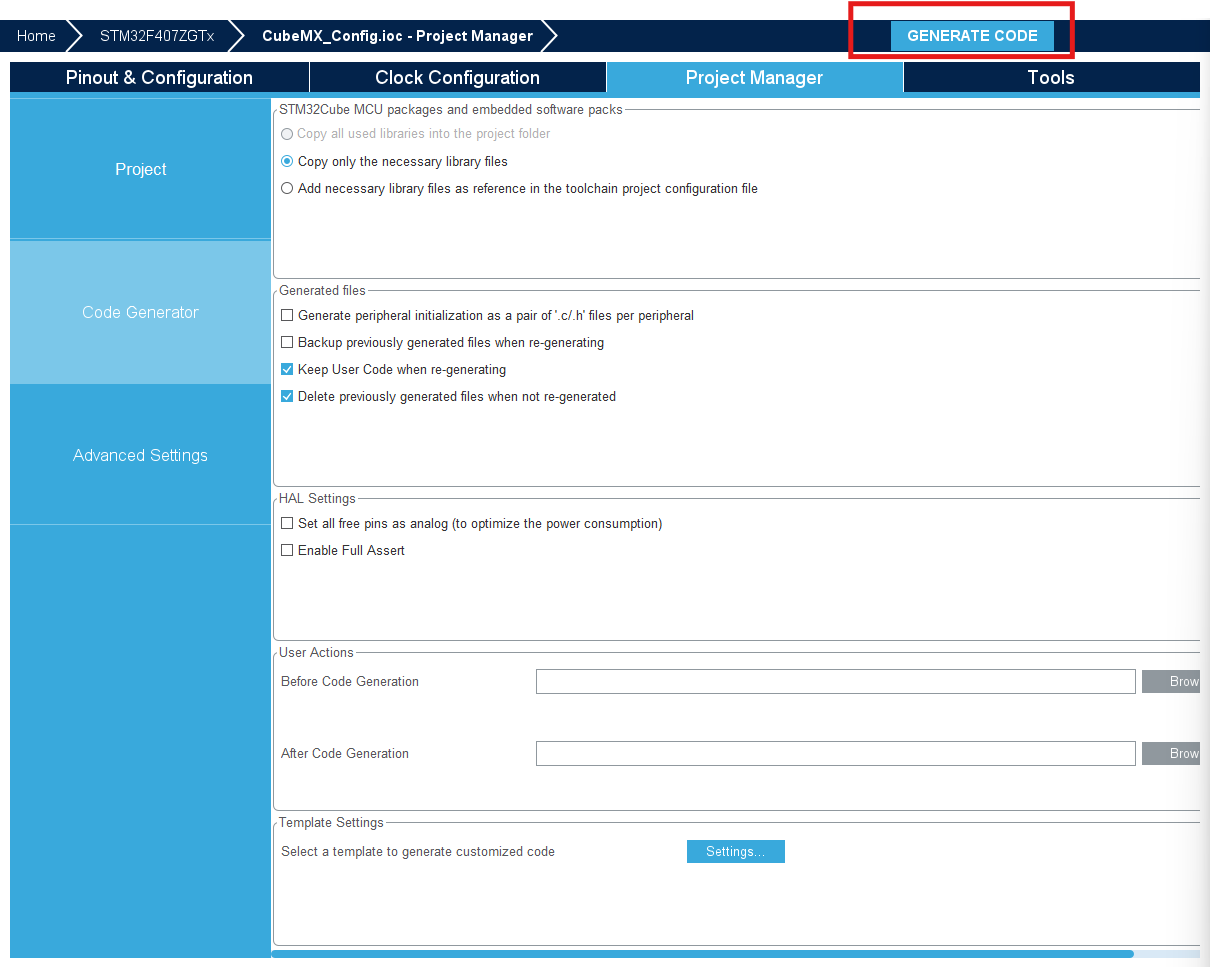 Home STM32F407ZGTx CubeMX_Config.ioc - Project Manager GENERATE CODE
Pinout & Configuration Clock Configuration Project Manager Tools
STM32Cube MCU packages and embedded software packs
Copy all used libraries into the project folder
Copy only the necessary library files
Add necessary library files as reference in the toolchain project configuration file
Project
Generated files
Generate peripheral initialization as a pair of '.c/.h' files per peripheral
Backup previously generated files when re-generating
Keep User Code when re-generating
Delete previously generated files when not re-generated
Code Generator
Advanced Settings
HAL Settings
Set all free pins as analog (to optimize the power consumption)
Enable Full Assert
User Actions
Before Code Generation Brow
After Code Generation Brow
Template Settings
Select a template to generate customized code Settings...